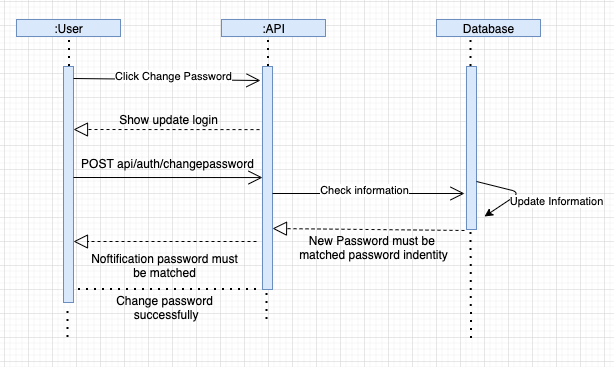 :User
:API
Database
Click Change Password
Show update login
POST api/auth/changepassword
Check information
Update Information
New Password must be
matched password indentity
Noftification password must
be matched
Change password
successfully